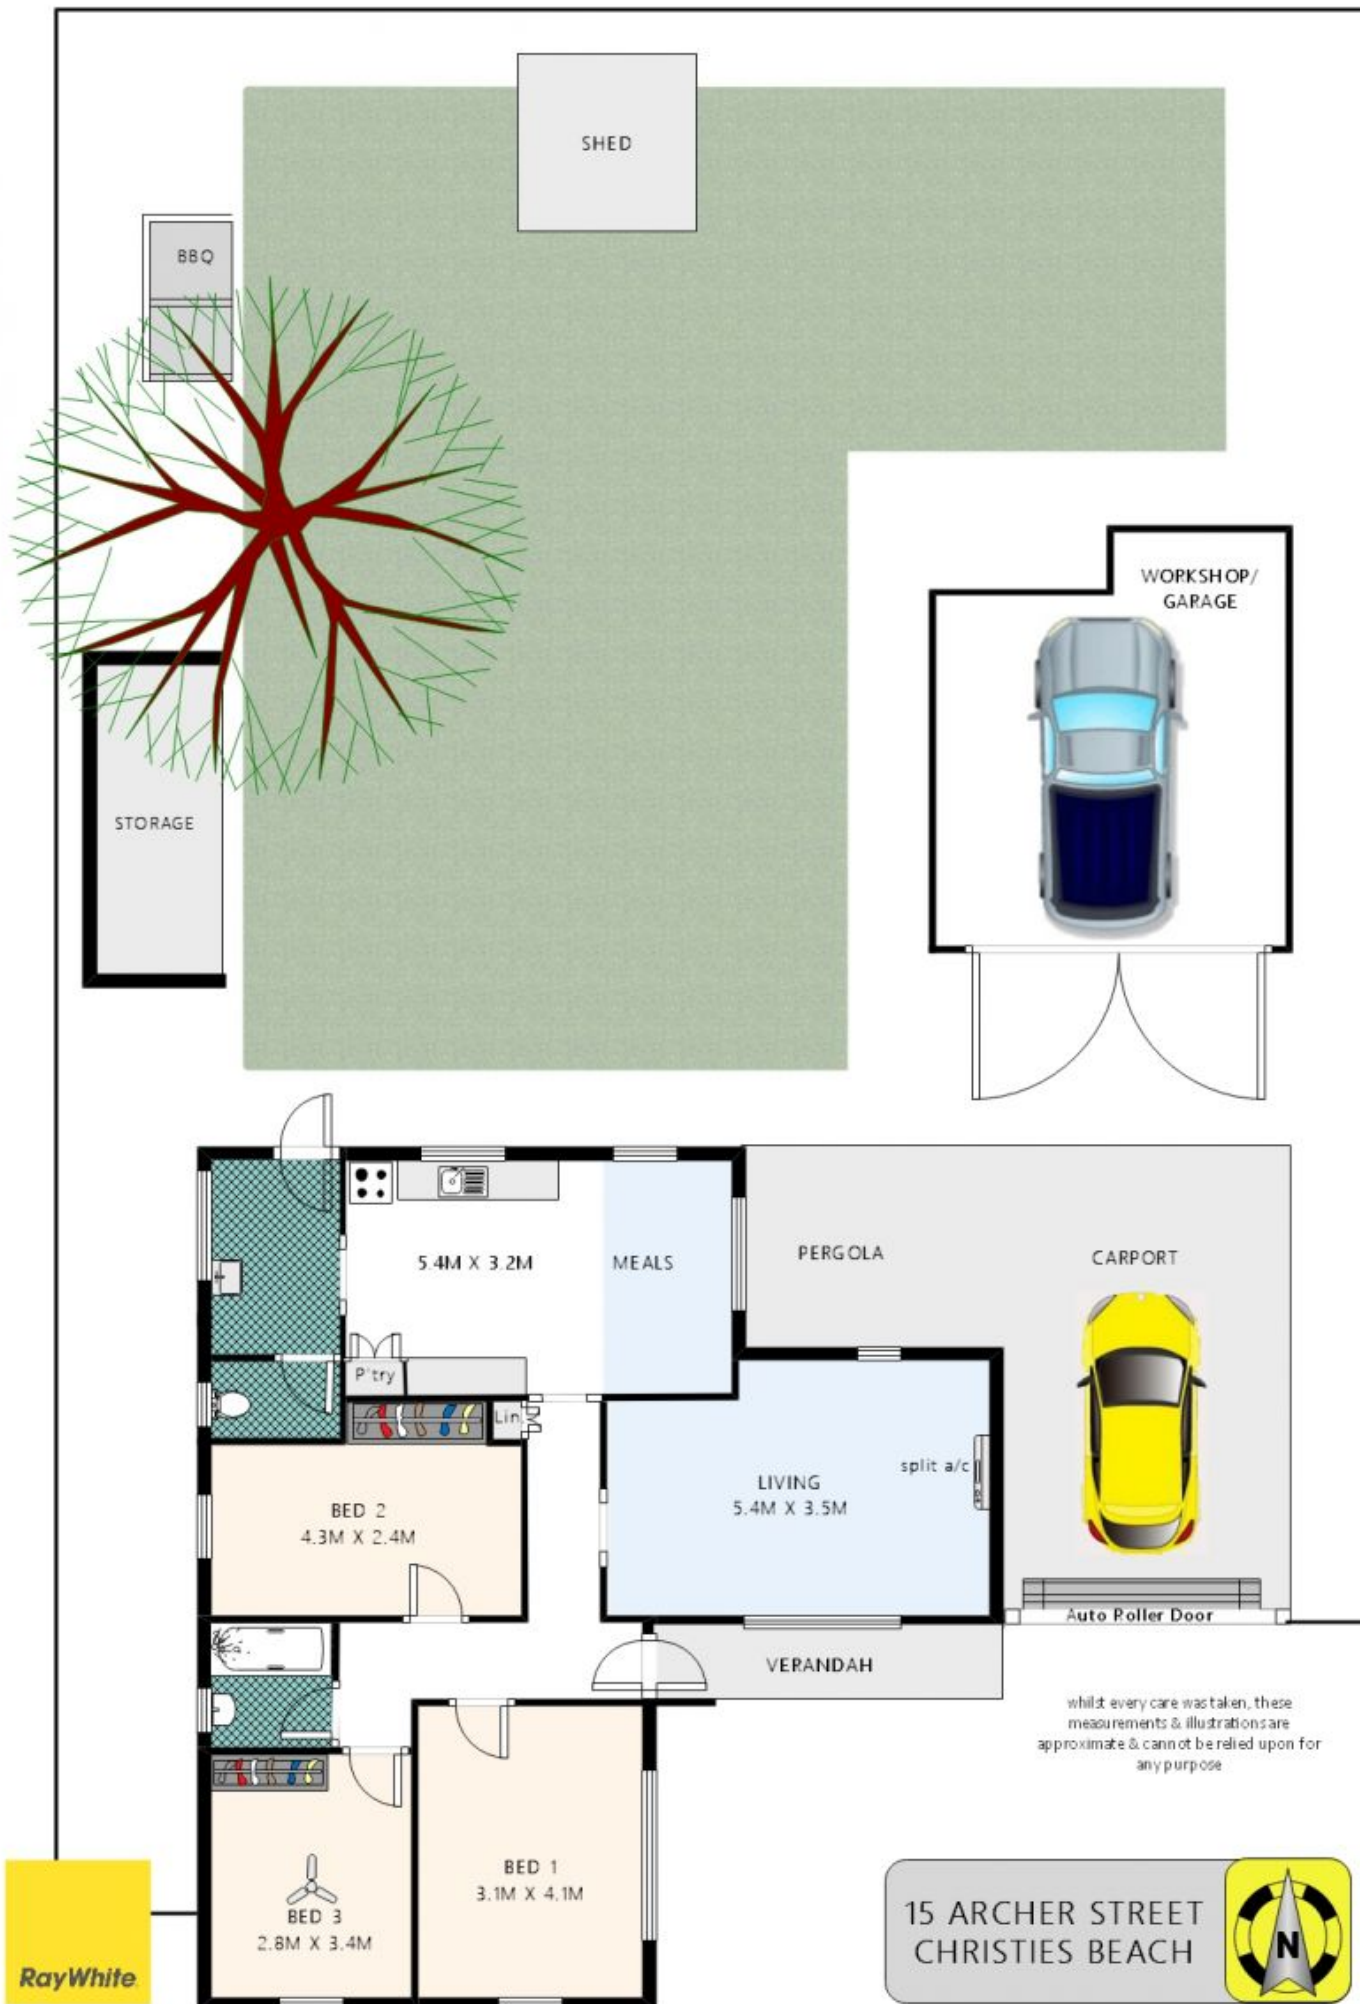 SHED
BBQ
WORKSHOP/
GARAGE
STORAGE
5.4M X 3.2M
MEALS
PERGOLA
CARPORT
P'try
Lin.
LIVING
5.4M X 3.5M
split a/c
BED 2
4.3M X 2.4M
Auto Roller Door
VERANDAH
whilst every care was taken, these
measurements & illustrations are
approximate & cannot be relied upon for
any purpose
BED 1
3.1M X 4.1M
BED 3
2.8M X 3.4M
15 ARCHER STREET
CHRISTIES BEACH
N
RayWhite.